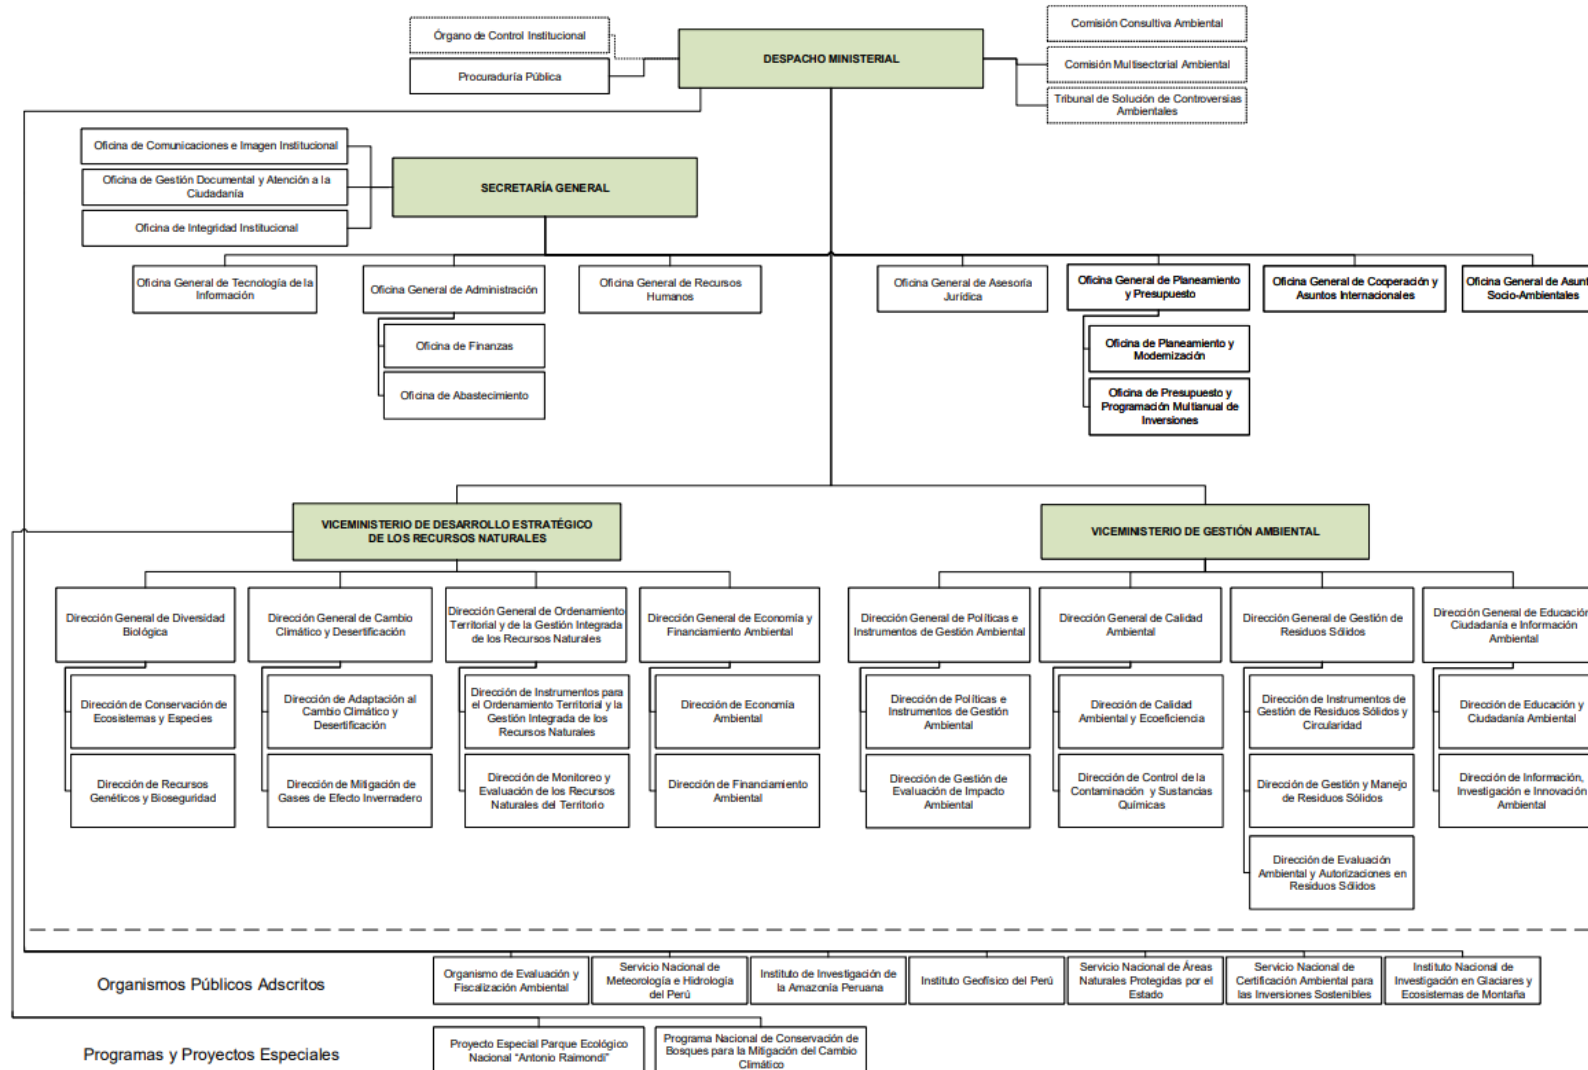 Órgano de Control Institucional
Procuraduría Pública
DESPACHO MINISTERIAL
Comisión Consultiva Ambiental
Comisión Multisectorial Ambiental
Tribunal de Solución de Controversias
Ambientales
Oficina de Comunicaciones e Imagen Institucional
Oficina de Gestión Documental y Atención a la
Ciudadanía
Oficina de Integridad Institucional
SECRETARÍA GENERAL
Oficina General de Tecnología de la
Información
Oficina General de Administración
Oficina de Finanzas
Oficina de Abastecimiento
Oficina General de Recursos
Humanos
Oficina General de Asesoría
Jurídica
Oficina General de Planeamiento
y Presupuesto
Oficina de Planeamiento y
Modernización
Oficina de Presupuesto y
Programación Multianual de
Inversiones
Oficina General de Cooperación y
Asuntos Internacionales
Oficina General de Asunt
Socio-Ambientales
VICEMINISTERIO DE DESARROLLO ESTRATÉGICO
DE LOS RECURSOS NATURALES
VICEMINISTERIO DE GESTIÓN AMBIENTAL
Dirección General de Diversidad
Biológica
Dirección de Conservación de
Ecosistemas y Especies
Dirección de Recursos
Genéticos y Bioseguridad
Dirección General de Cambio
Climático y Desertificación
Dirección de Adaptación al
Cambio Climático y
Desertificación
Dirección de Mitigación de
Gases de Efecto Invernadero
Dirección General de Ordenamiento
Territorial y de la Gestión Integrada
de los Recursos Naturales
Dirección de Instrumentos para
el Ordenamiento Territorial y la
Gestión Integrada de los
Recursos Naturales
Dirección de Monitoreo y
Evaluación de los Recursos
Naturales del Territorio
Dirección General de Economía y
Financiamiento Ambiental
Dirección de Economía
Ambiental
Dirección de Financiamiento
Ambiental
Dirección General de Políticas e
Instrumentos de Gestión Ambiental
Dirección de Políticas e
Instrumentos de Gestión
Ambiental
Dirección de Gestión de
Evaluación de Impacto
Ambiental
Dirección General de Calidad
Ambiental
Dirección de Calidad
Ambiental y Ecoeficiencia
Dirección de Control de la
Contaminación y Sustancias
Químicas
Dirección General de Gestión de
Residuos Sólidos
Dirección de Instrumentos de
Gestión de Residuos Sólidos y
Circularidad
Dirección de Gestión y Manejo
de Residuos Sólidos
Dirección de Evaluación
Ambiental y Autorizaciones en
Residuos Sólidos
Dirección General de Educación
Ciudadanía e Información
Ambiental
Dirección de Educación y
Ciudadanía Ambiental
Dirección de Información,
Investigación e Innovación
Ambiental
Organismos Públicos Adscritos
Organismo de Evaluación y
Fiscalización Ambiental
Servicio Nacional de
Meteorología e Hidrología
del Perú
Instituto de Investigación de
la Amazonía Peruana
Instituto Geofísico del Perú
Servicio Nacional de Áreas
Naturales Protegidas por el
Estado
Servicio Nacional de
Certificación Ambiental para
las Inversiones Sostenibles
Instituto Nacional de
Investigación en Glaciares y
Ecosistemas de Montaña
Programas y Proyectos Especiales
Proyecto Especial Parque Ecológico
Nacional “Antonio Raimondi”
Programa Nacional de Conservación de
Bosques para la Mitigación del Cambio
Climático